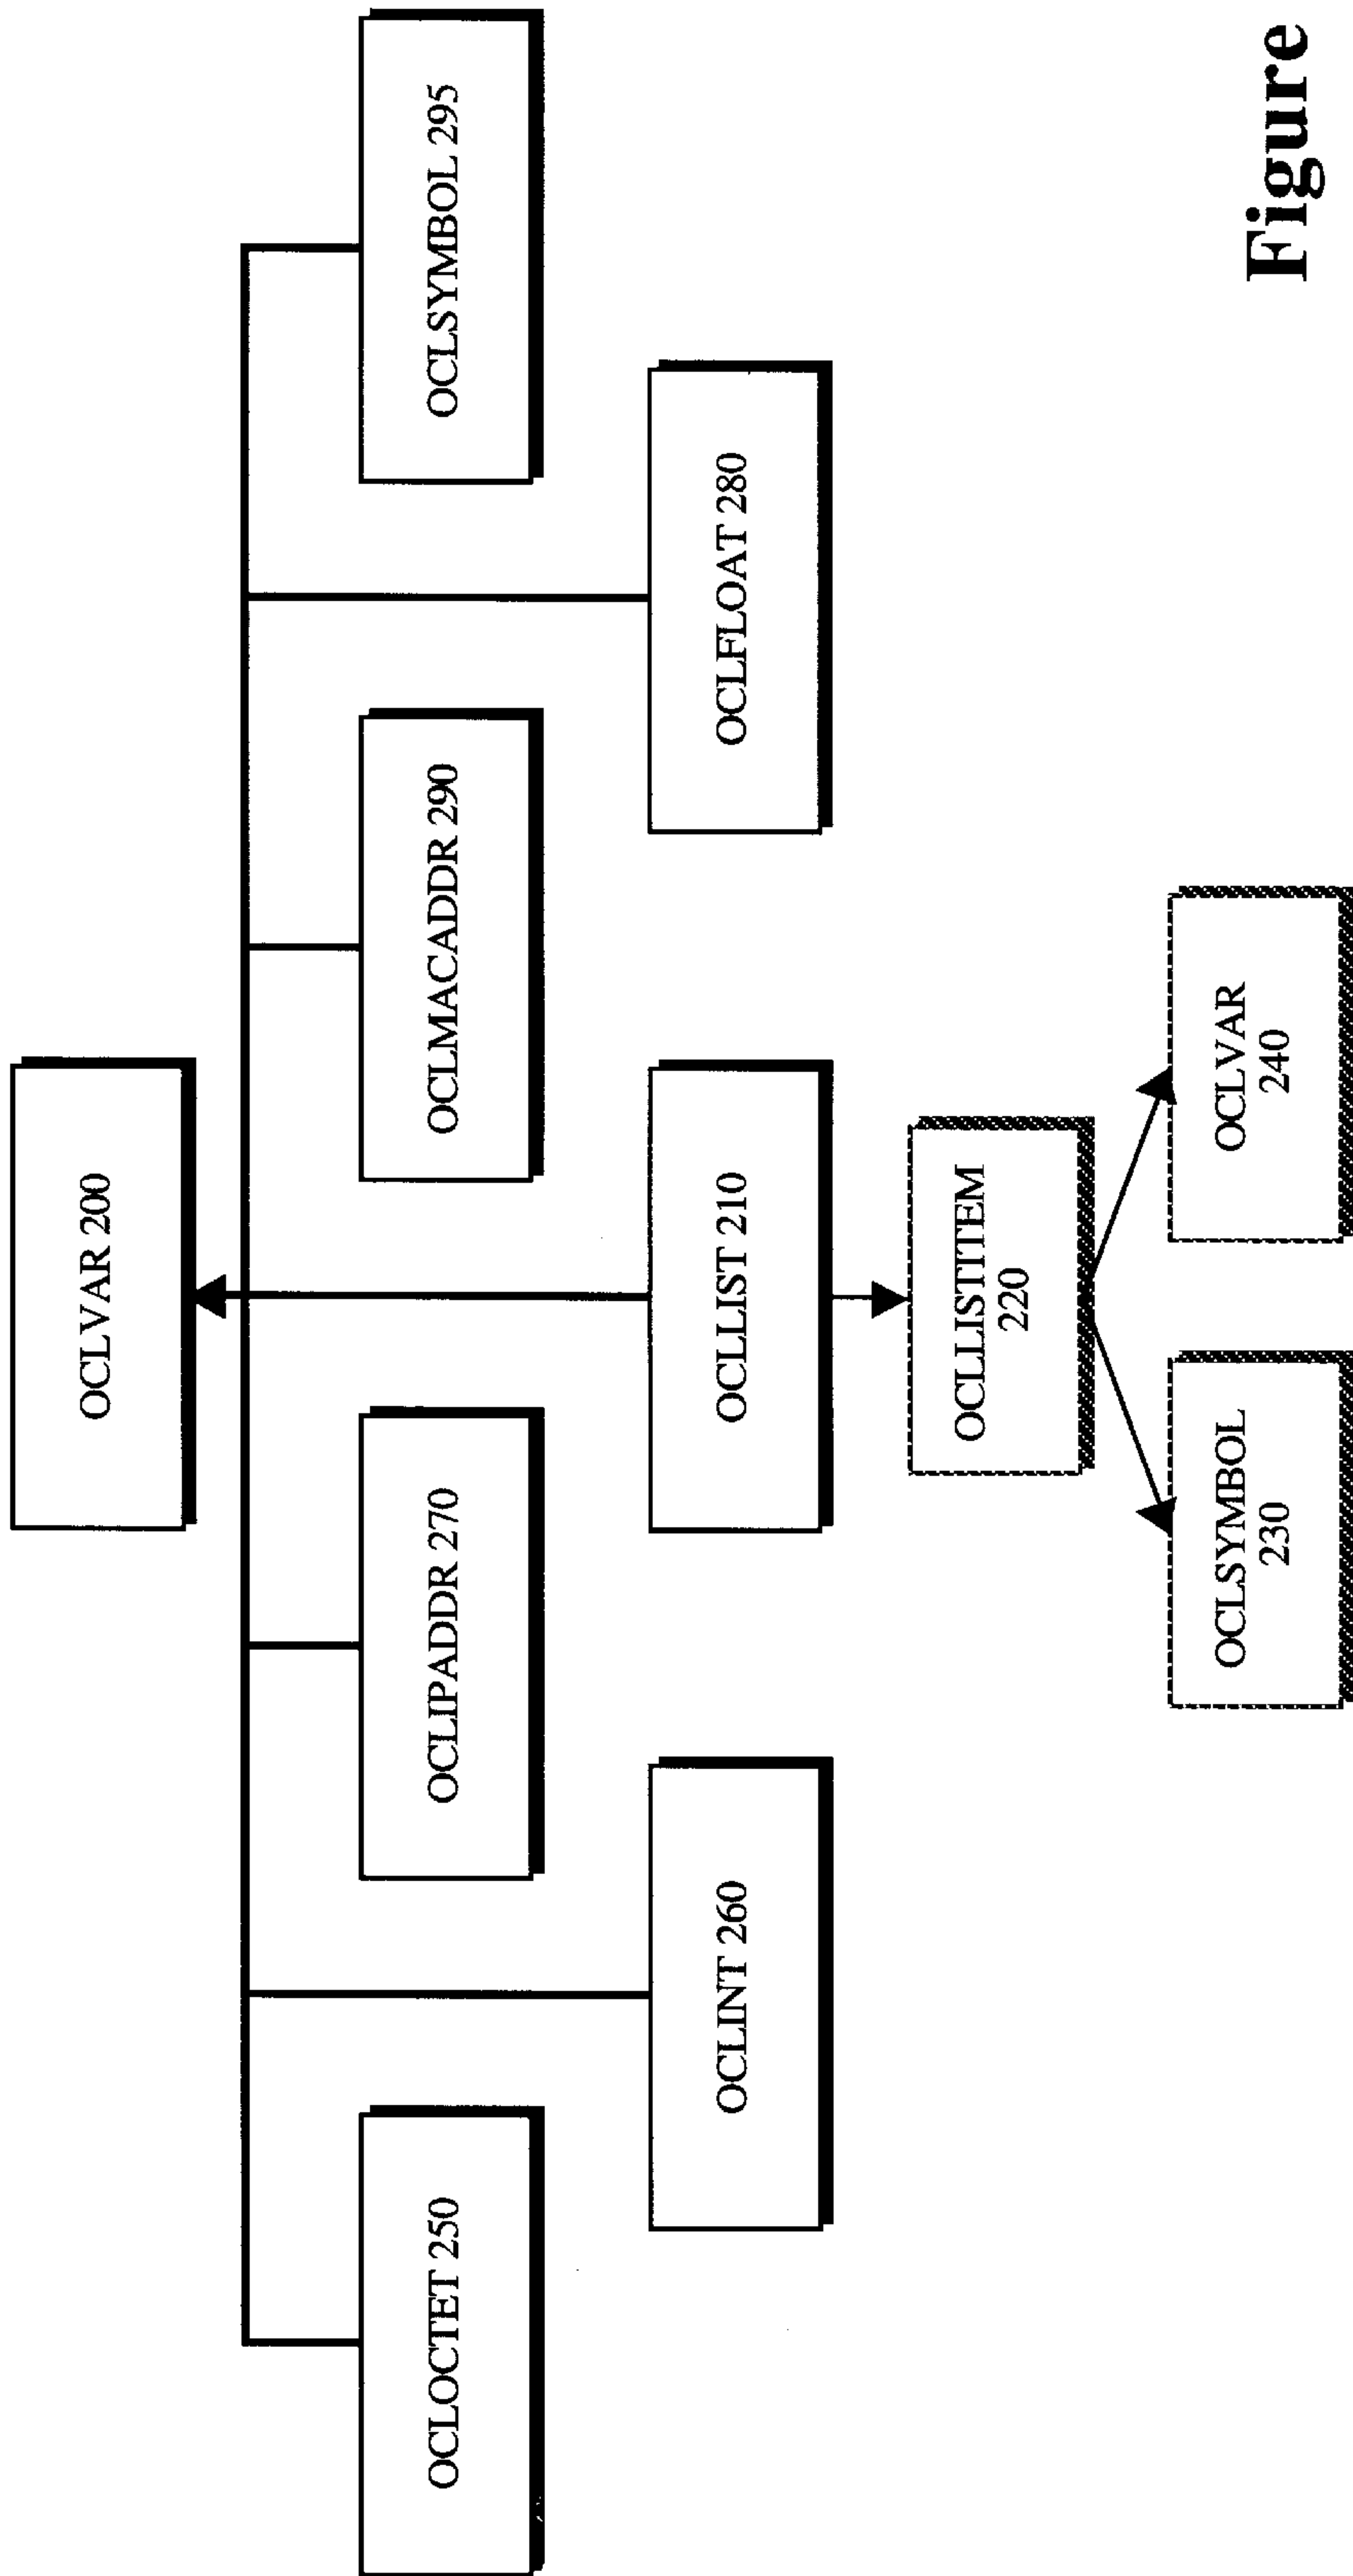 OCLVAR 200
OCLOCTET 250
OCLIPADDR 270
OCLMACADDR 290
OCLSYMBOL 295
OCLINT 260
OCLLIST 210
OCLFLOAT 280
OCLLISTITEM
220
OCLSYMBOL
230
OCLVAR
240
Figure